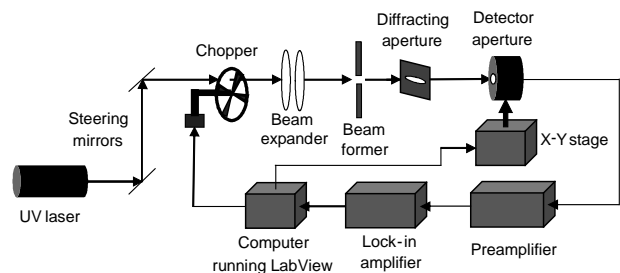 Chopper
Diffracting
aperture
Detector
aperture
Steering
mirrors
Beam
expander
Beam
former
X-Y stage
UV laser
Computer
running LabView
Lock-in
amplifier
Preamplifier